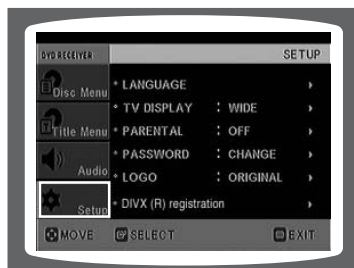 DVD RECEIVER
SETUP
Disc Menu
Title Menu
Audio
Setup
* LANGUAGE
* TV DISPLAY : WIDE
* PARENTAL : OFF
* PASSWORD : CHANGE
* LOGO : ORIGINAL
* DIVX (R) registration
MOVE SELECT EXIT